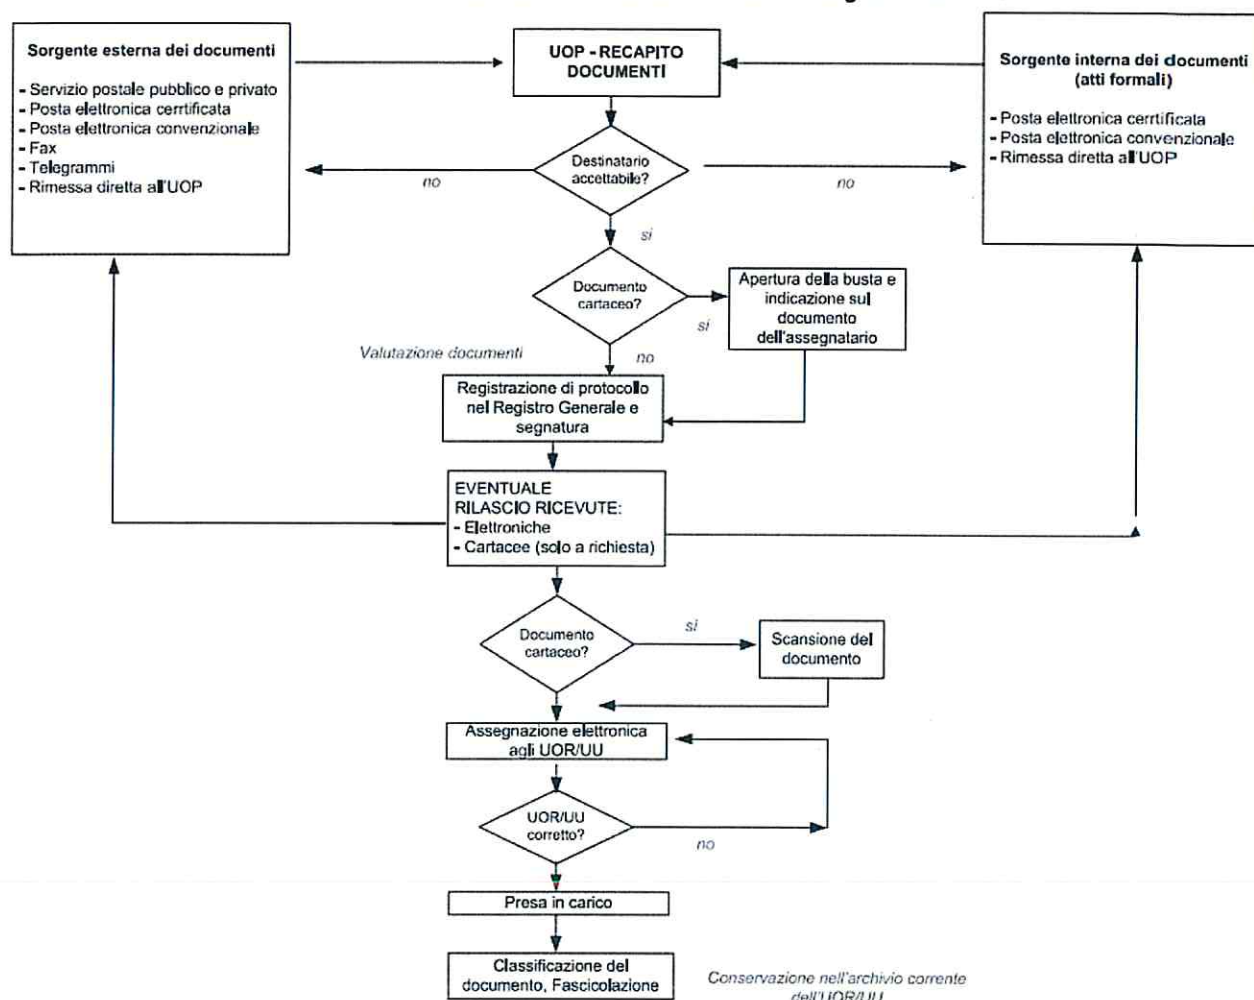 Sorgente esterna dei documenti
- Servizio postale pubblico e privato
- Posta elettronica cerrtificata
- Posta elettronica convenzionale
- Fax
- Telegrammi
- Rimessa diretta all'UOP
UOP - RECAPITO
DOCUMENTI
Sorgente interna dei documenti
(atti formali)
- Posta elettronica cerrtificata
- Posta elettronica convenzionale
- Rimessa diretta all'UOP
Destinatario
accettabile?
no
no
si
Documento
cartaceo?
si
Apertura della busta e
indicazione sul
documento
dell'assegnatario
Valutazione documenti
no
Registrazione di protocollo
nel Registro Generale e
segnatura
EVENTUALE
RILASCIO RICEVUTE:
- Elettroniche
- Cartacee (solo a richiesta)
Documento
cartaceo?
si
Scansione del
documento
Assegnazione elettronica
agli UOR/UU
UOR/UU
corretto?
no
Presa in carico
Classificazione del
documento, Fascicolazione
Conservazione nell'archivio corrente
dell'UOR/UU